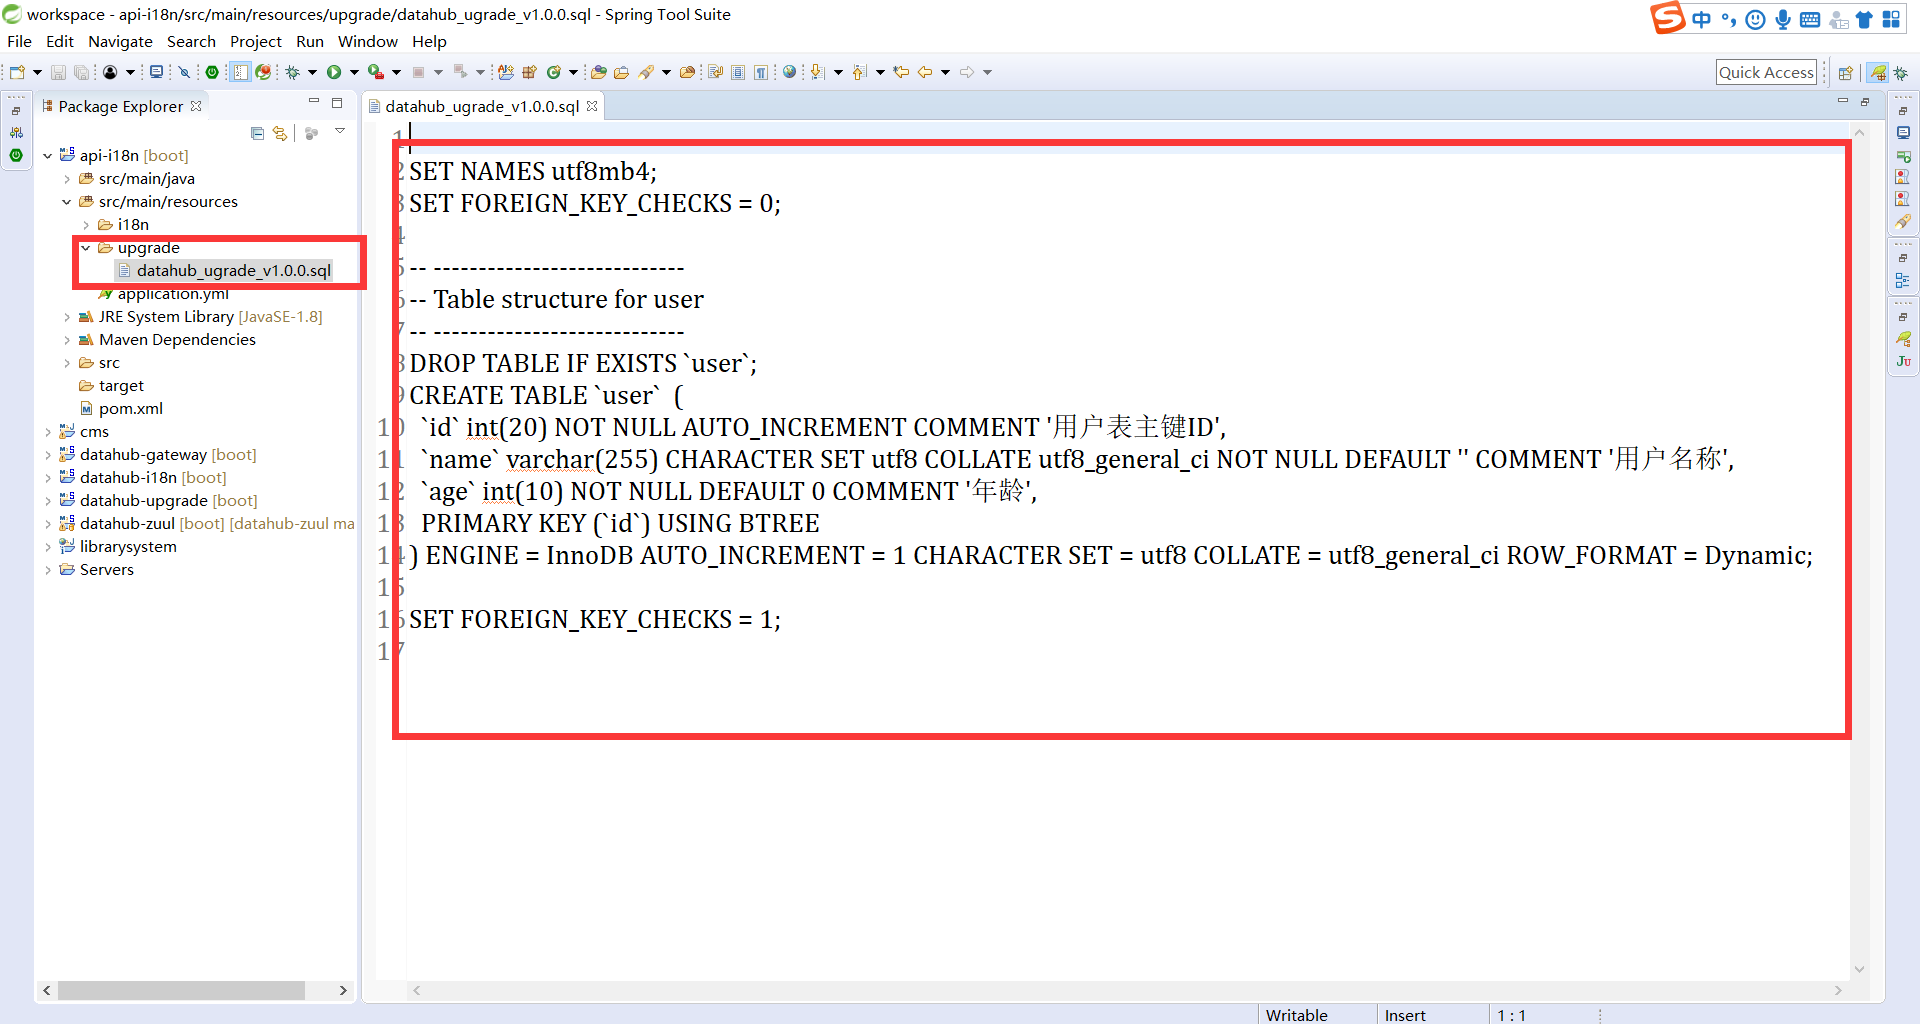 workspace - api-i18n/src/main/resources/upgrade/datahub_ugrade_v1.0.0.sql - Spring Tool Suite
中
File Edit Navigate Search Project Run Window Help
Quick Access
Package Explorer
datahub_ugrade_v1.0.0.sql
api-i18n [boot]
src/main/java
src/main/resources
i18n
upgrade
datahub_ugrade_v1.0.0.sql
application.yml
JRE System Library [JavaSE-1.8]
Maven Dependencies
src
target
pom.xml
cms
datahub-gateway [boot]
datahub-i18n [boot]
datahub-upgrade [boot]
datahub-zuul [boot] [datahub-zuul ma
librarysystem
Servers
1
2 SET NAMES utf8mb4;
3 SET FOREIGN_KEY_CHECKS = 0;
4
5 -- ----------------------------
6 -- Table structure for user
7 -- ----------------------------
8 DROP TABLE IF EXISTS `user`;
9 CREATE TABLE `user`  (
10 `id` int(20) NOT NULL AUTO_INCREMENT COMMENT '用户表主键ID',
11 `name` varchar(255) CHARACTER SET utf8 COLLATE utf8_general_ci NOT NULL DEFAULT '' COMMENT '用户名称',
12 `age` int(10) NOT NULL DEFAULT 0 COMMENT '年龄',
13 PRIMARY KEY (`id`) USING BTREE
14 ) ENGINE = InnoDB AUTO_INCREMENT = 1 CHARACTER SET = utf8 COLLATE = utf8_general_ci ROW_FORMAT = Dynamic;
15
16 SET FOREIGN_KEY_CHECKS = 1;
17
Ju
Writable Insert 1 : 1